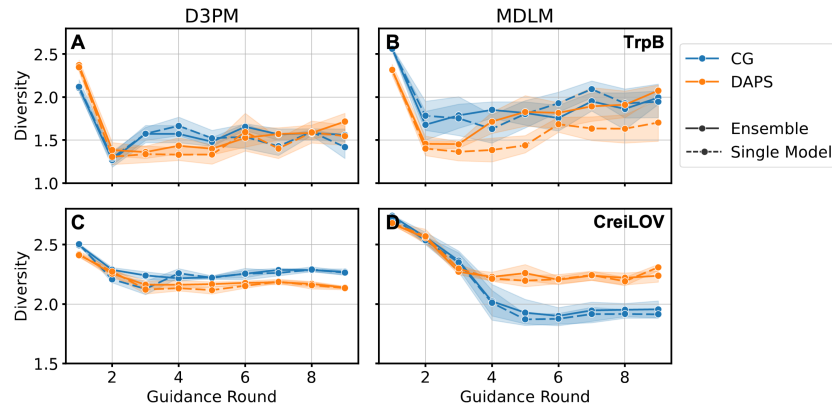 D3PM
MDLM
A
B
TrpB
Diversity
2.5
2.0
1.5
1.0
CG
DAPS
Ensemble
Single Model
C
D
CreiLOV
Diversity
2.5
2.0
1.5
2 4 6 8
2 4 6 8
Guidance Round
Guidance Round